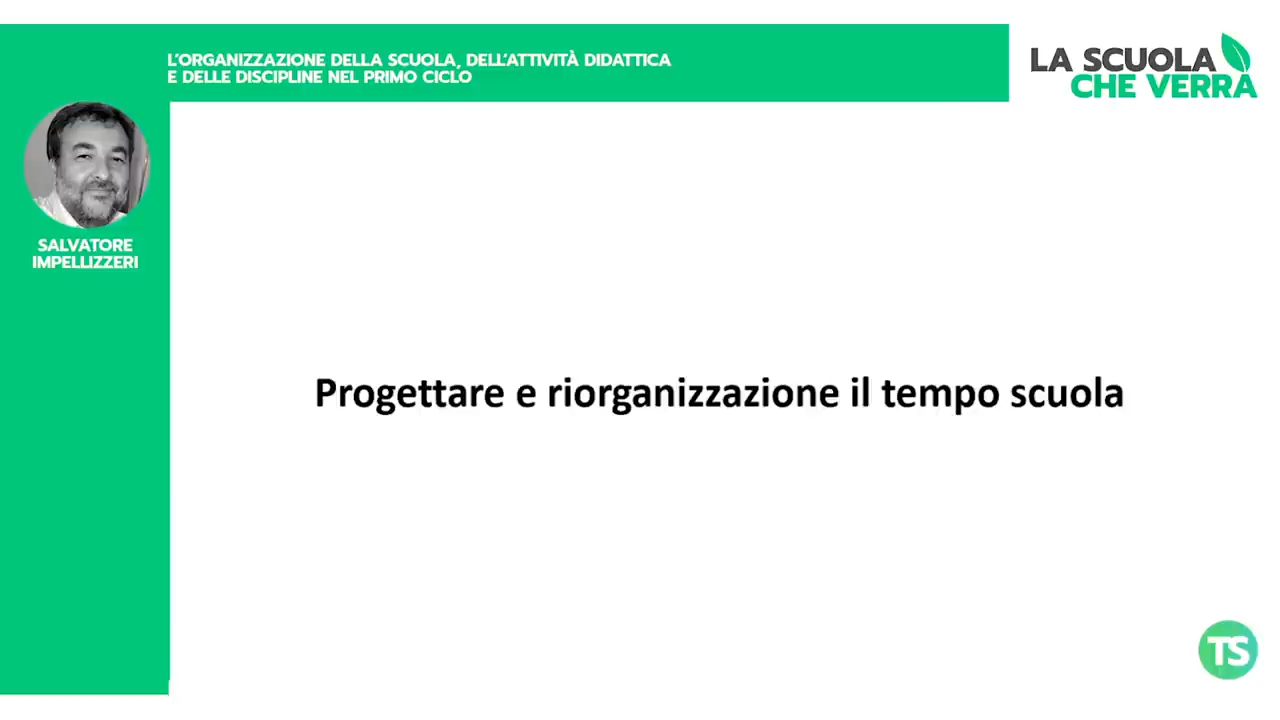 L'ORGANIZZAZIONE DELLA SCUOLA, DELL'ATTIVITÀ DIDATTICA
E DELLE DISCIPLINE NEL PRIMO CICLO
LA SCUOLA
CHE VERRÀ
SALVATORE
IMPELLIZZERI
Progettare e riorganizzazione il tempo scuola
TS